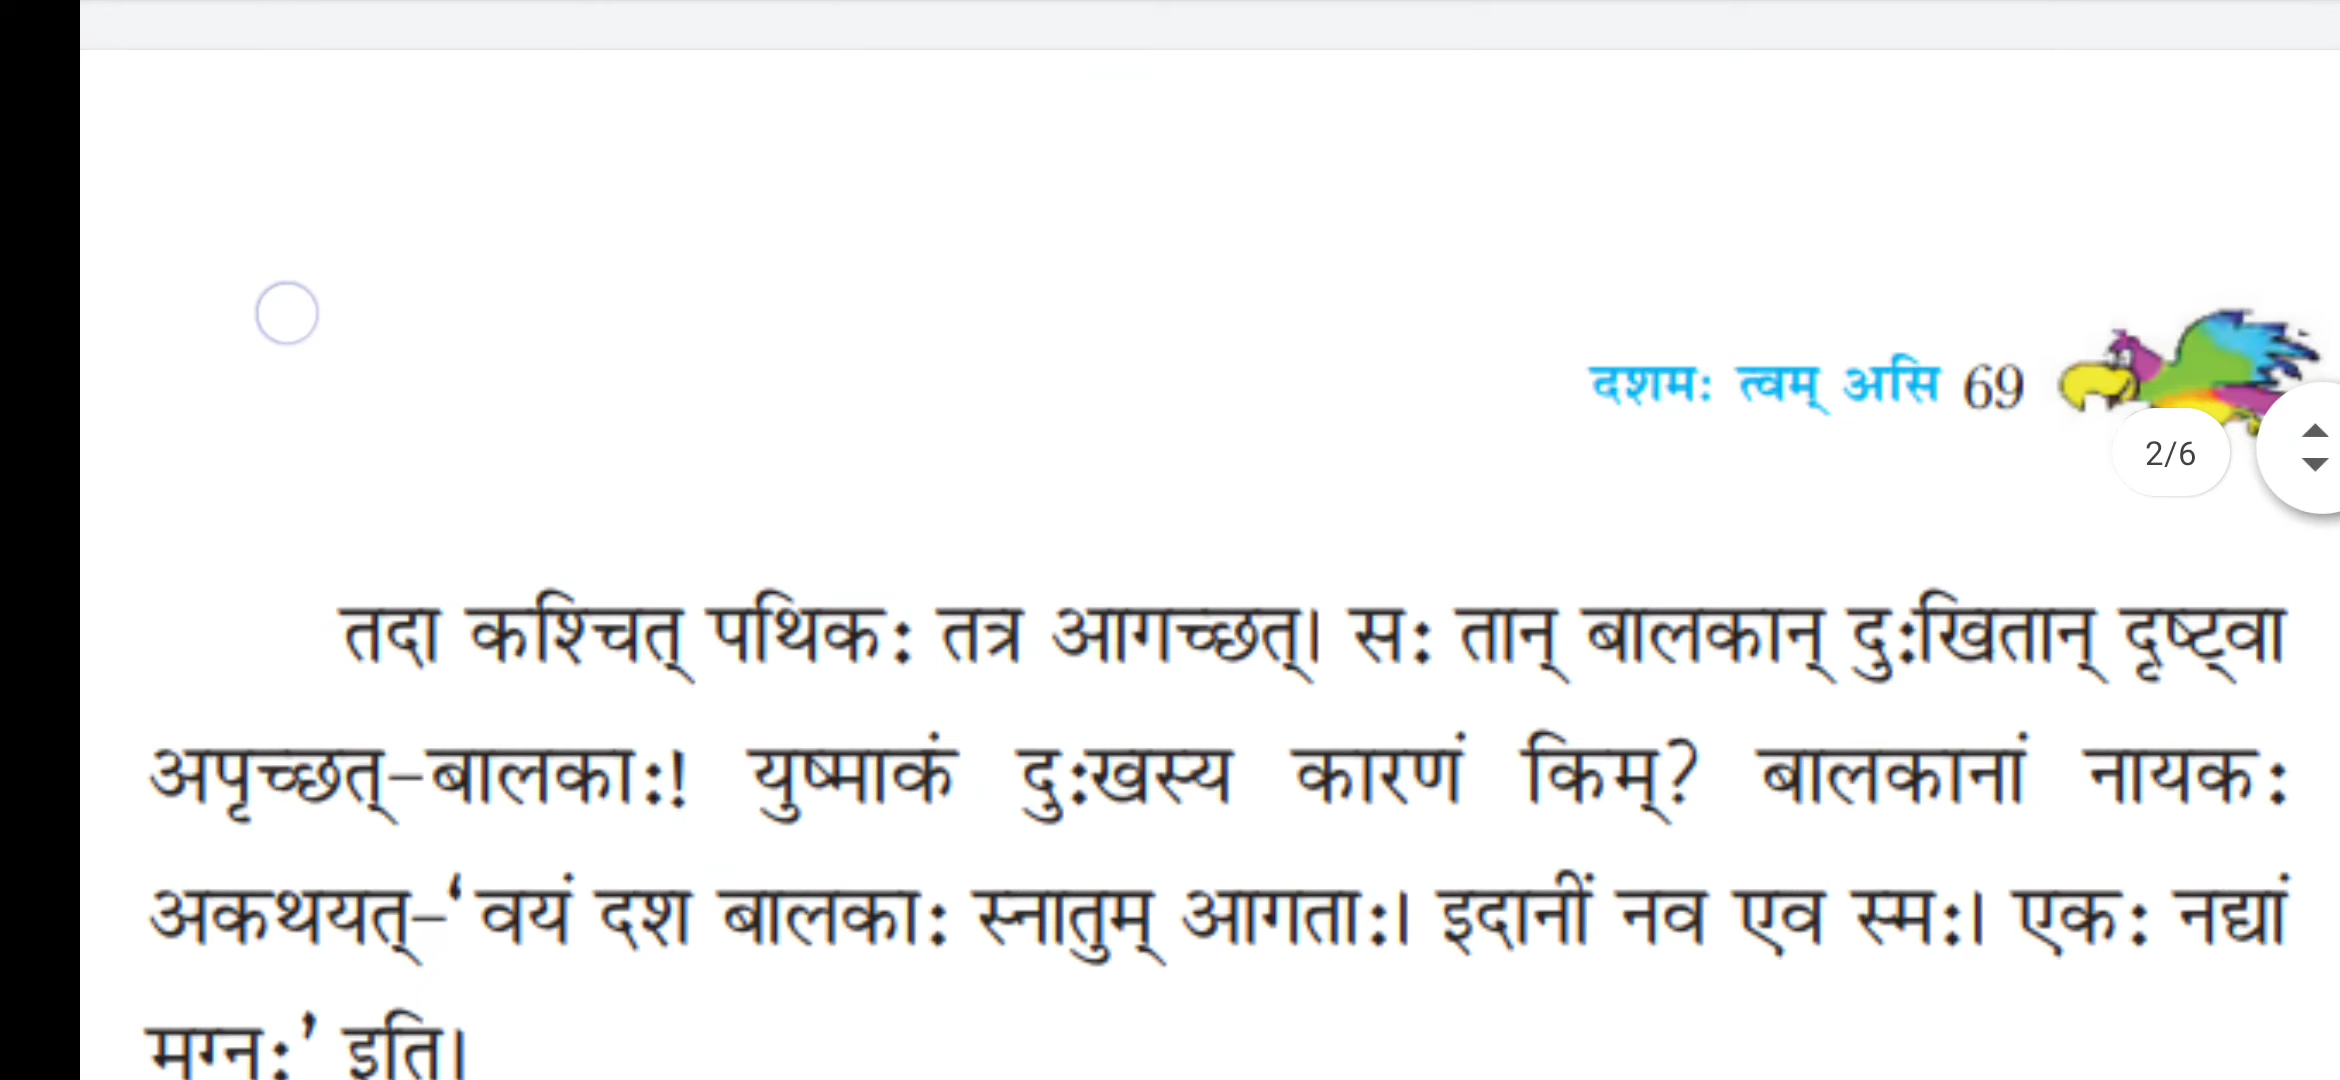 दशमः त्वम् असि 69
2/6
तदा कश्चित् पथिकः तत्र आगच्छत्। सः तान् बालकान् दुःखितान् दृष्ट्वा
अपृच्छत्–बालकाः! युष्माकं दुःखस्य कारणं किम्? बालकानां नायकः
अकथयत्–‘वयं दश बालकाः स्नातुम् आगताः। इदानीं नव एव स्मः। एकः नद्यां
मग्नः’ इति।